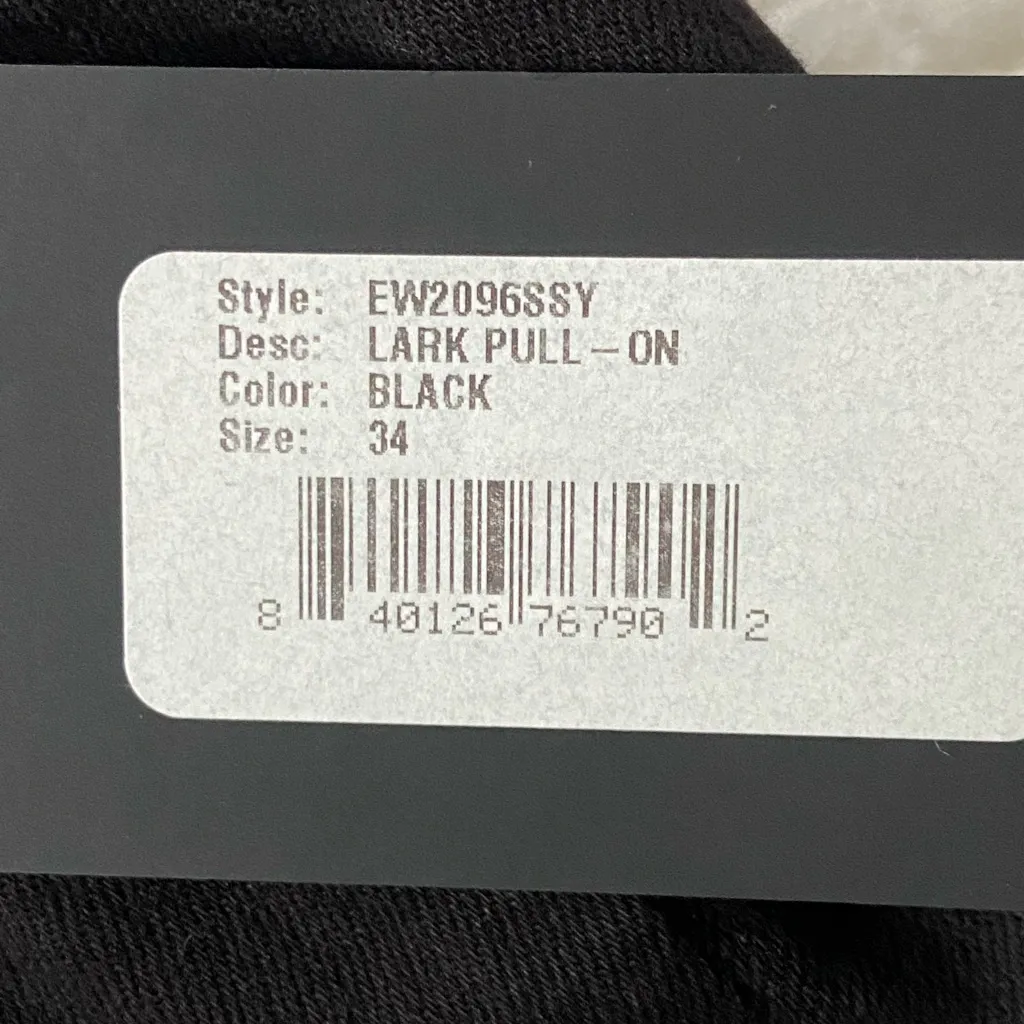 Style: EW2096SSY
Desc: LARK PULL-ON
Color: BLACK
Size: 34
8 40126 76790 2